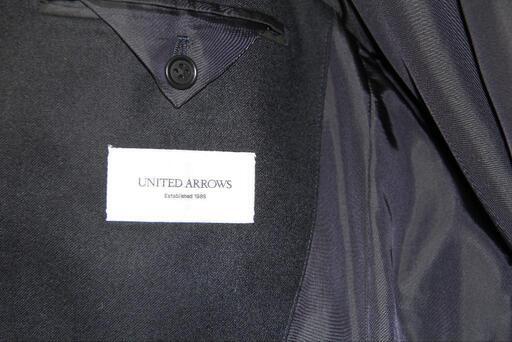 UNITED ARROWS
Established 1989